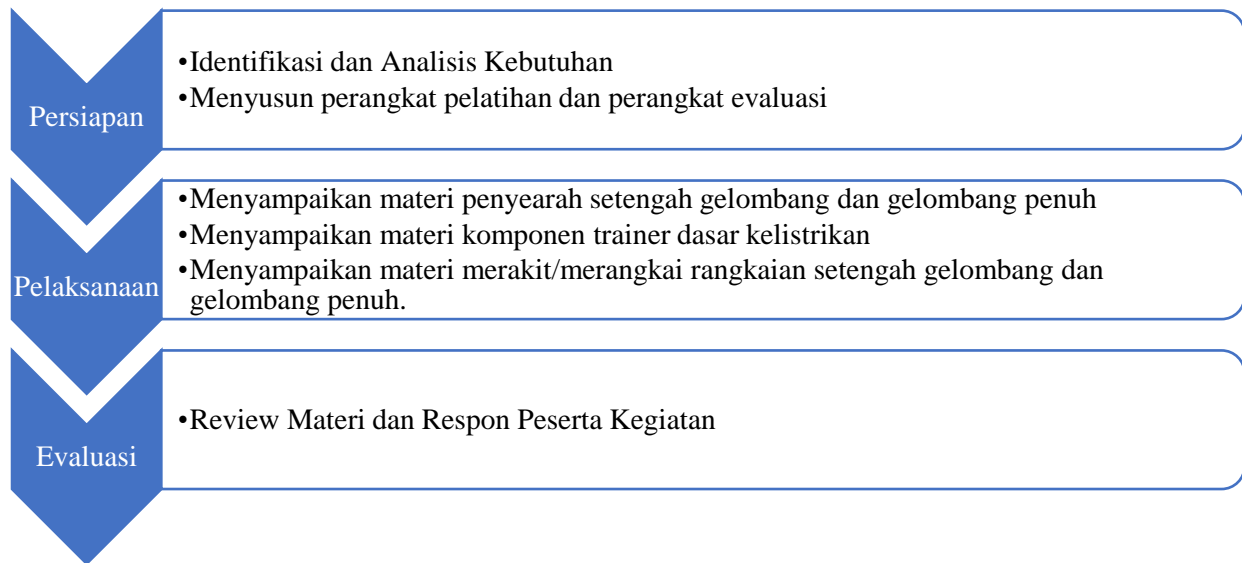 Persiapan
•Identifikasi dan Analisis Kebutuhan
•Menyusun perangkat pelatihan dan perangkat evaluasi
Pelaksanaan
•Menyampaikan materi penyearah setengah gelombang dan gelombang penuh
•Menyampaikan materi komponen trainer dasar kelistrikan
•Menyampaikan materi merakit/merangkai rangkaian setengah gelombang dan
gelombang penuh.
Evaluasi
•Review Materi dan Respon Peserta Kegiatan